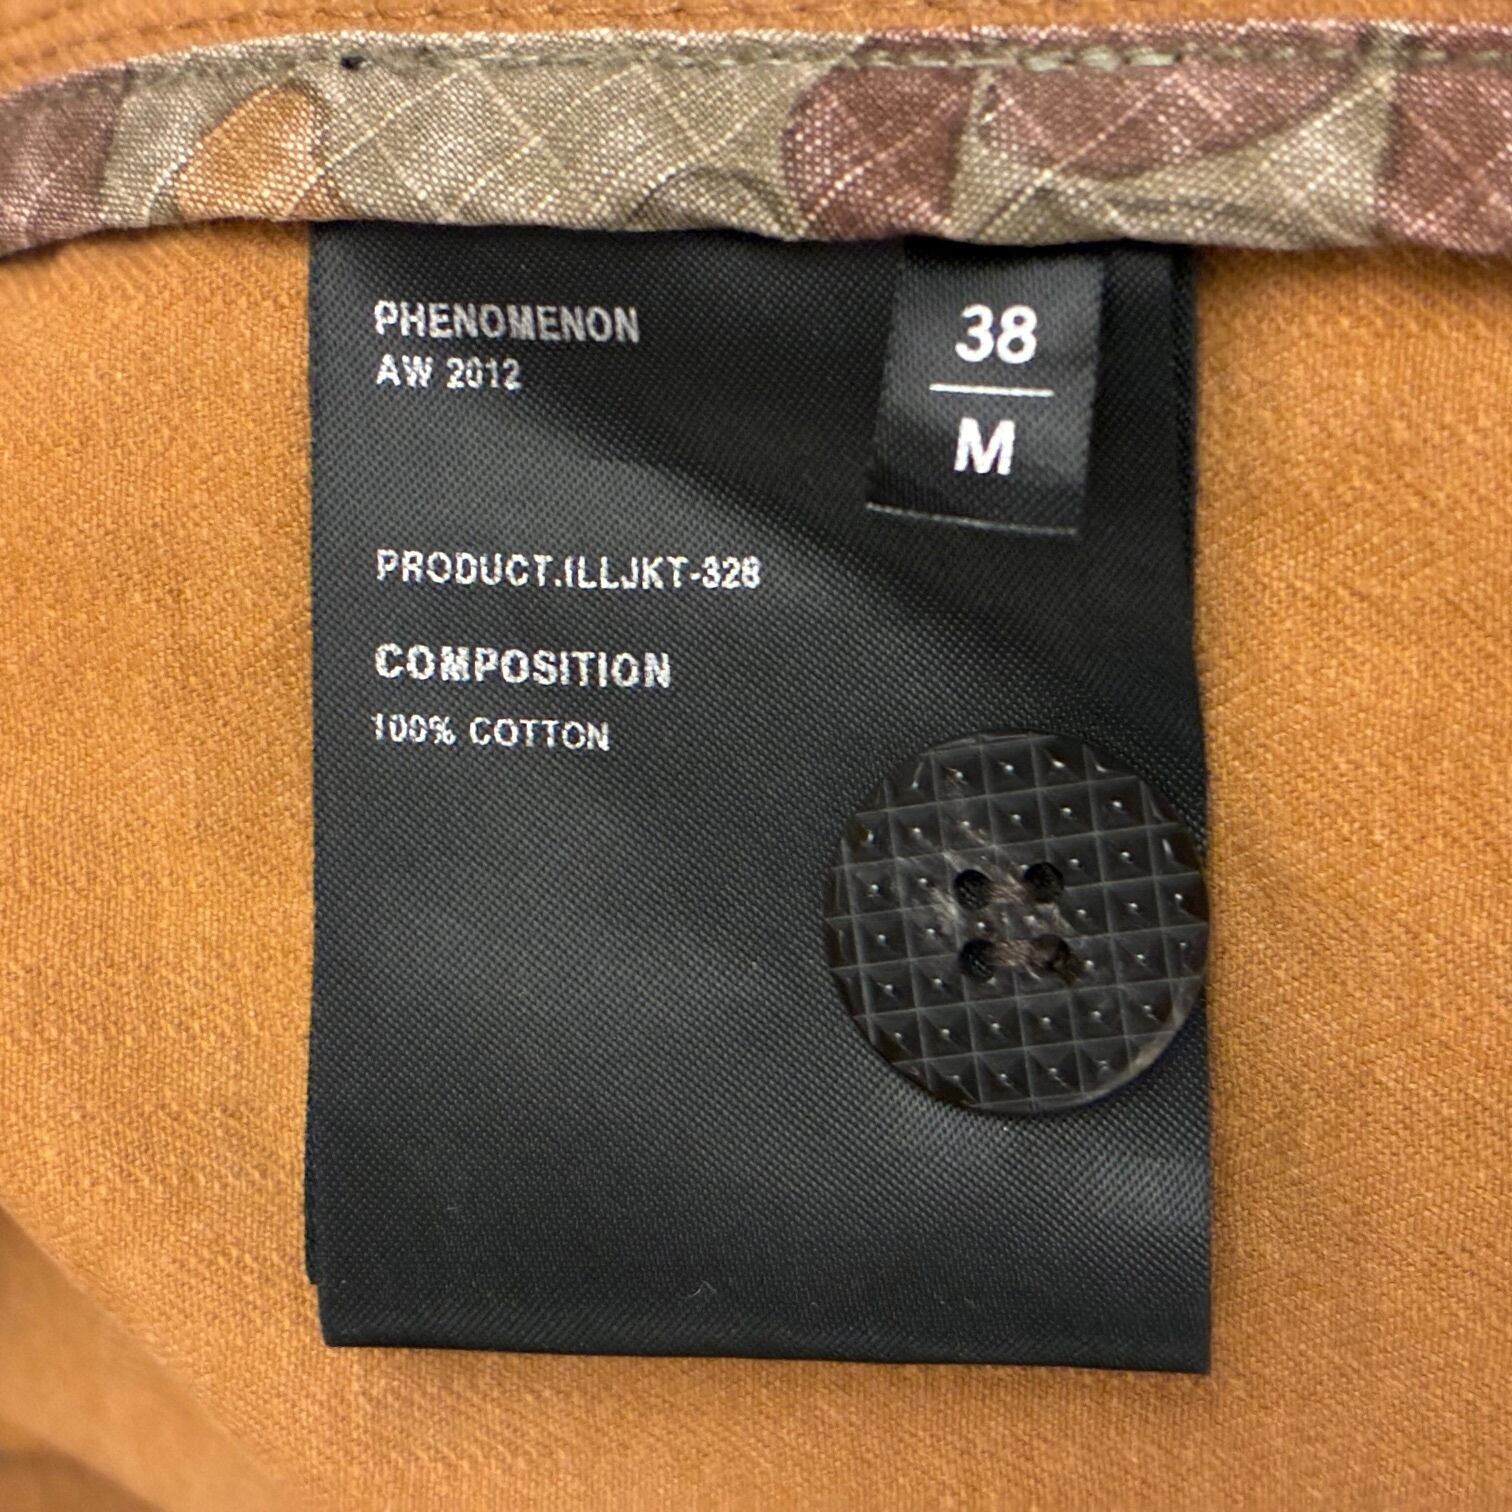 PHENOMENON
AW 2012
38
M
PRODUCT.ILLJKT-328
COMPOSITION
100% COTTON